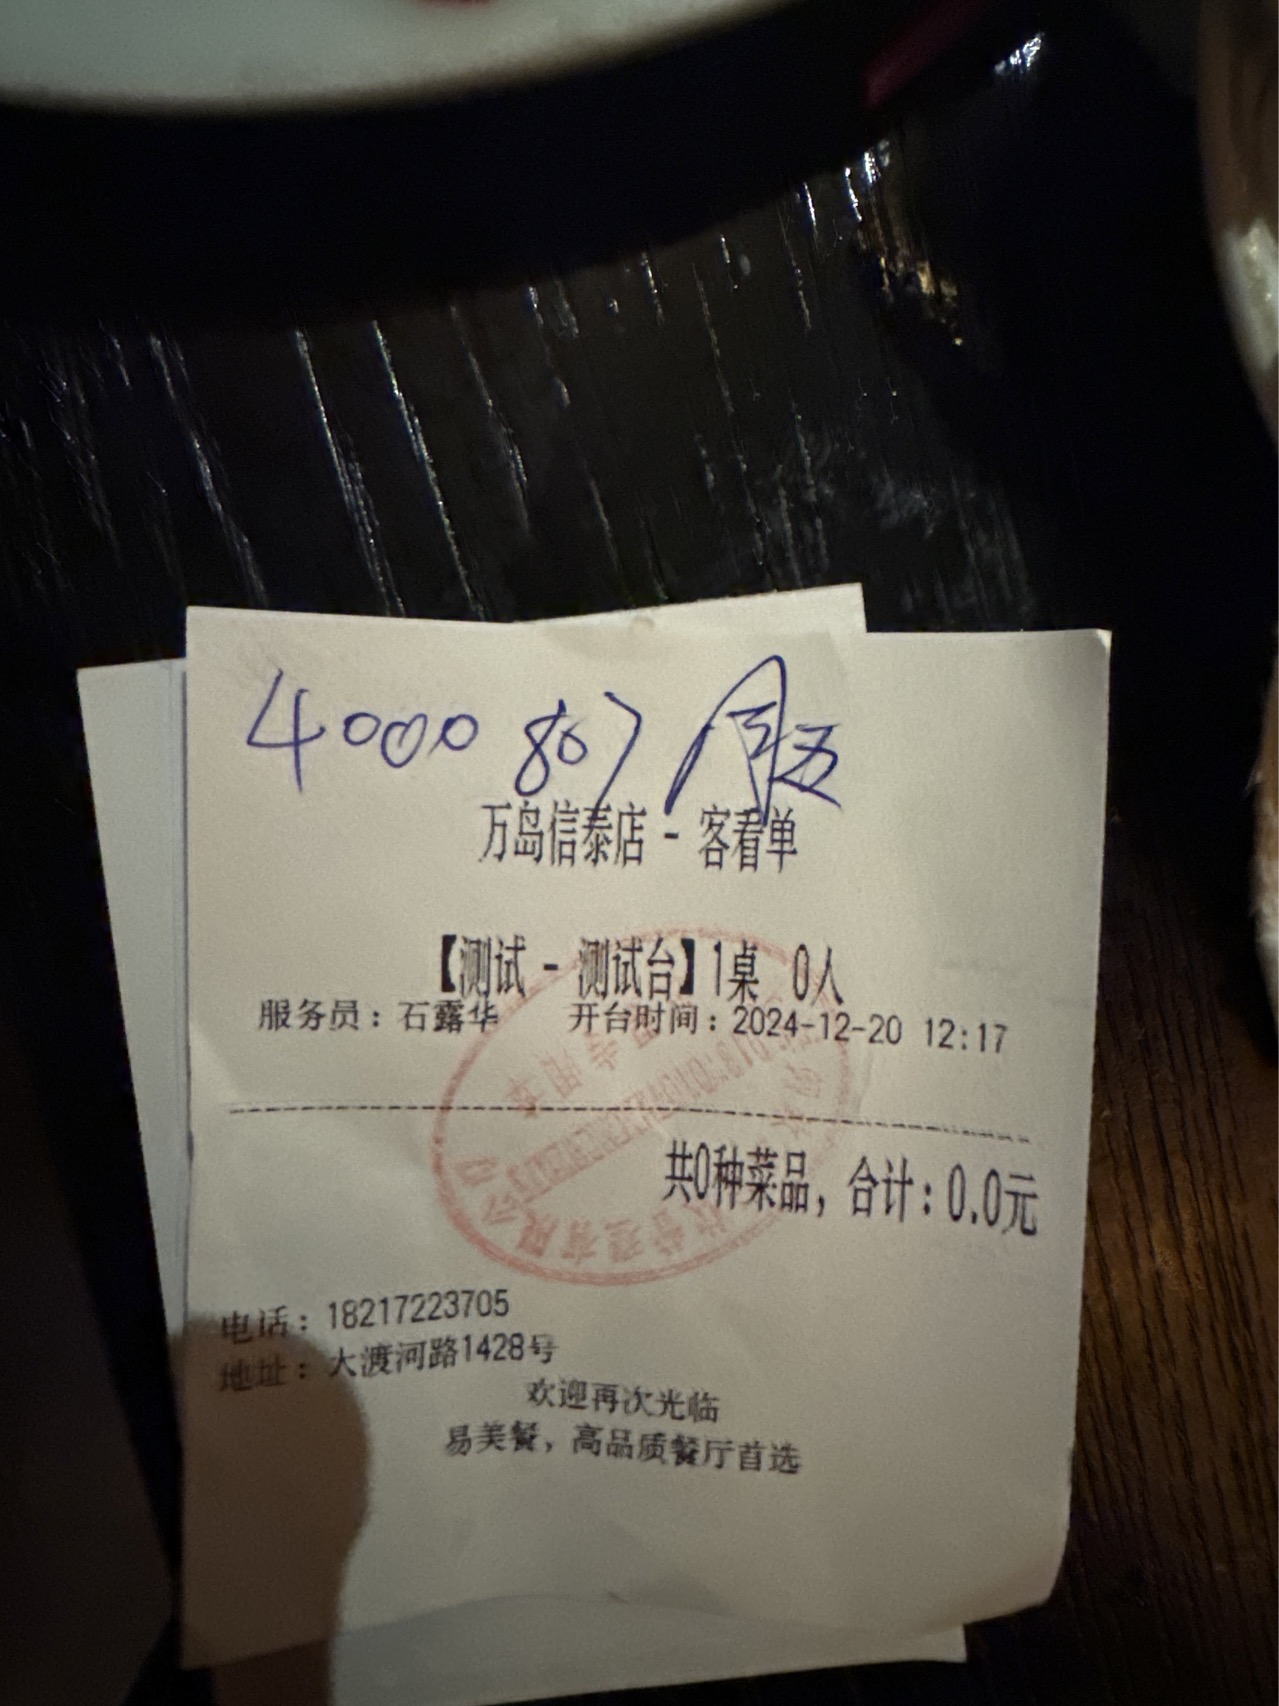 4000 807 周五
万岛信泰店 - 客看单
【测试 - 测试台】1桌 0人
服务员：石露华 开台时间：2024-12-20 12:17
共0种菜品，合计：0.0元
电话：18217223705
地址：大渡河路1428号
欢迎再次光临
易美餐，高品质餐厅首选